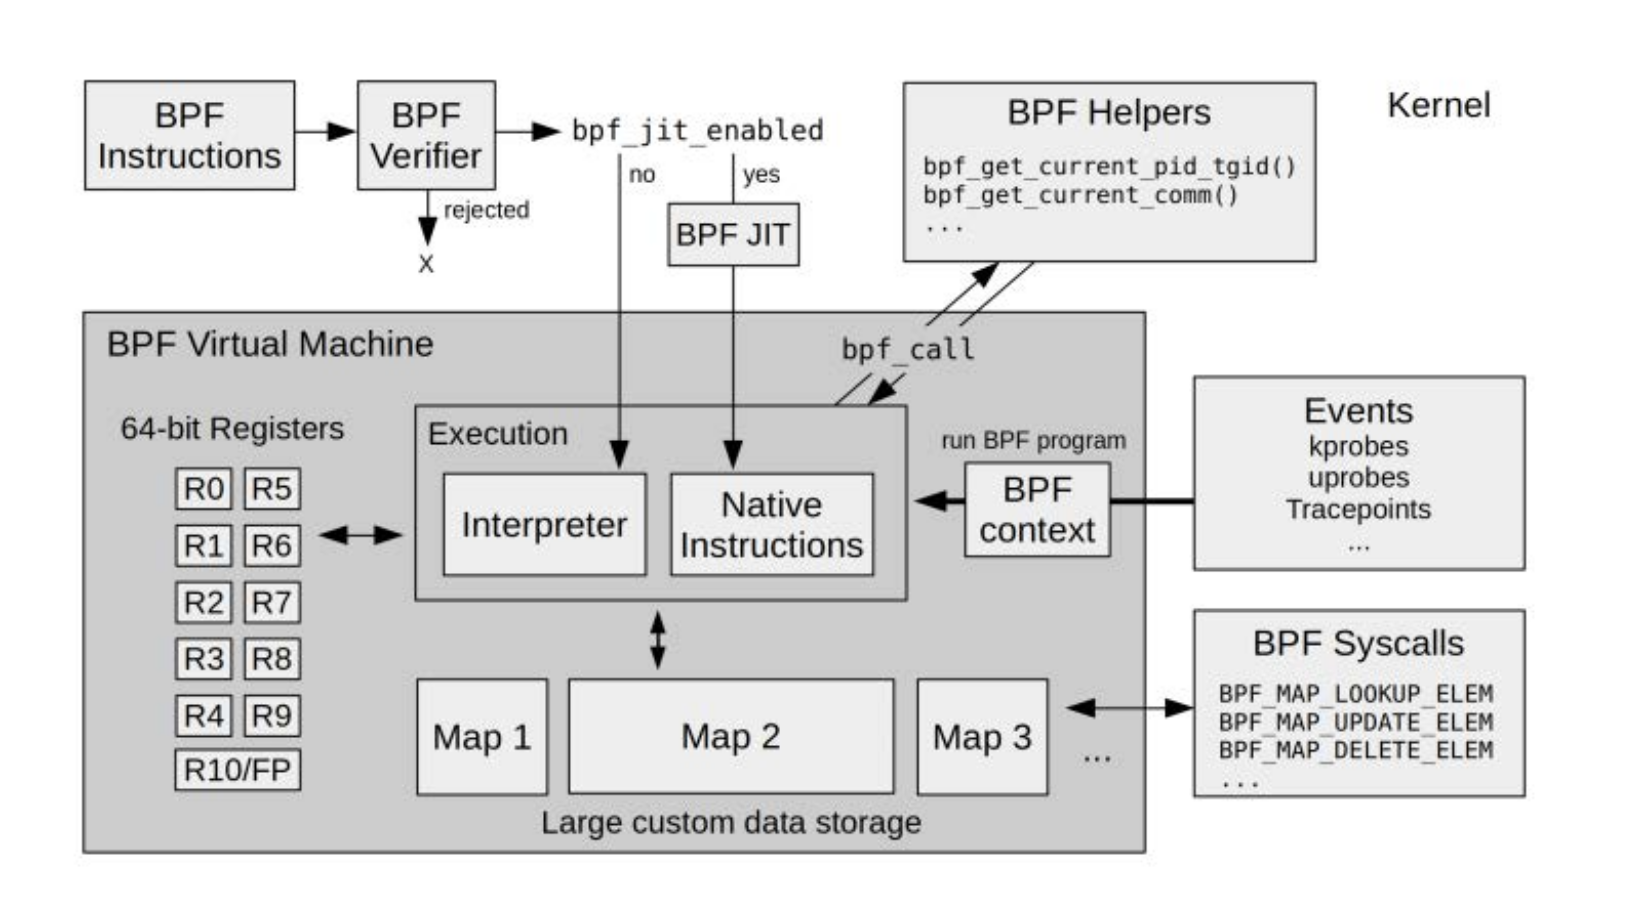 BPF
Instructions
BPF
Verifier
bpf_jit_enabled
rejected
X
no
yes
BPF JIT
BPF Helpers
bpf_get_current_pid_tgid()
bpf_get_current_comm()
...
Kernel
BPF Virtual Machine
bpf_call
64-bit Registers
R0 R5
R1 R6
R2 R7
R3 R8
R4 R9
R10/FP
Execution
Interpreter
Native
Instructions
run BPF program
BPF
context
Events
kprobes
uprobes
Tracepoints
...
Map 1
Map 2
Map 3
...
Large custom data storage
BPF Syscalls
BPF_MAP_LOOKUP_ELEM
BPF_MAP_UPDATE_ELEM
BPF_MAP_DELETE_ELEM
...